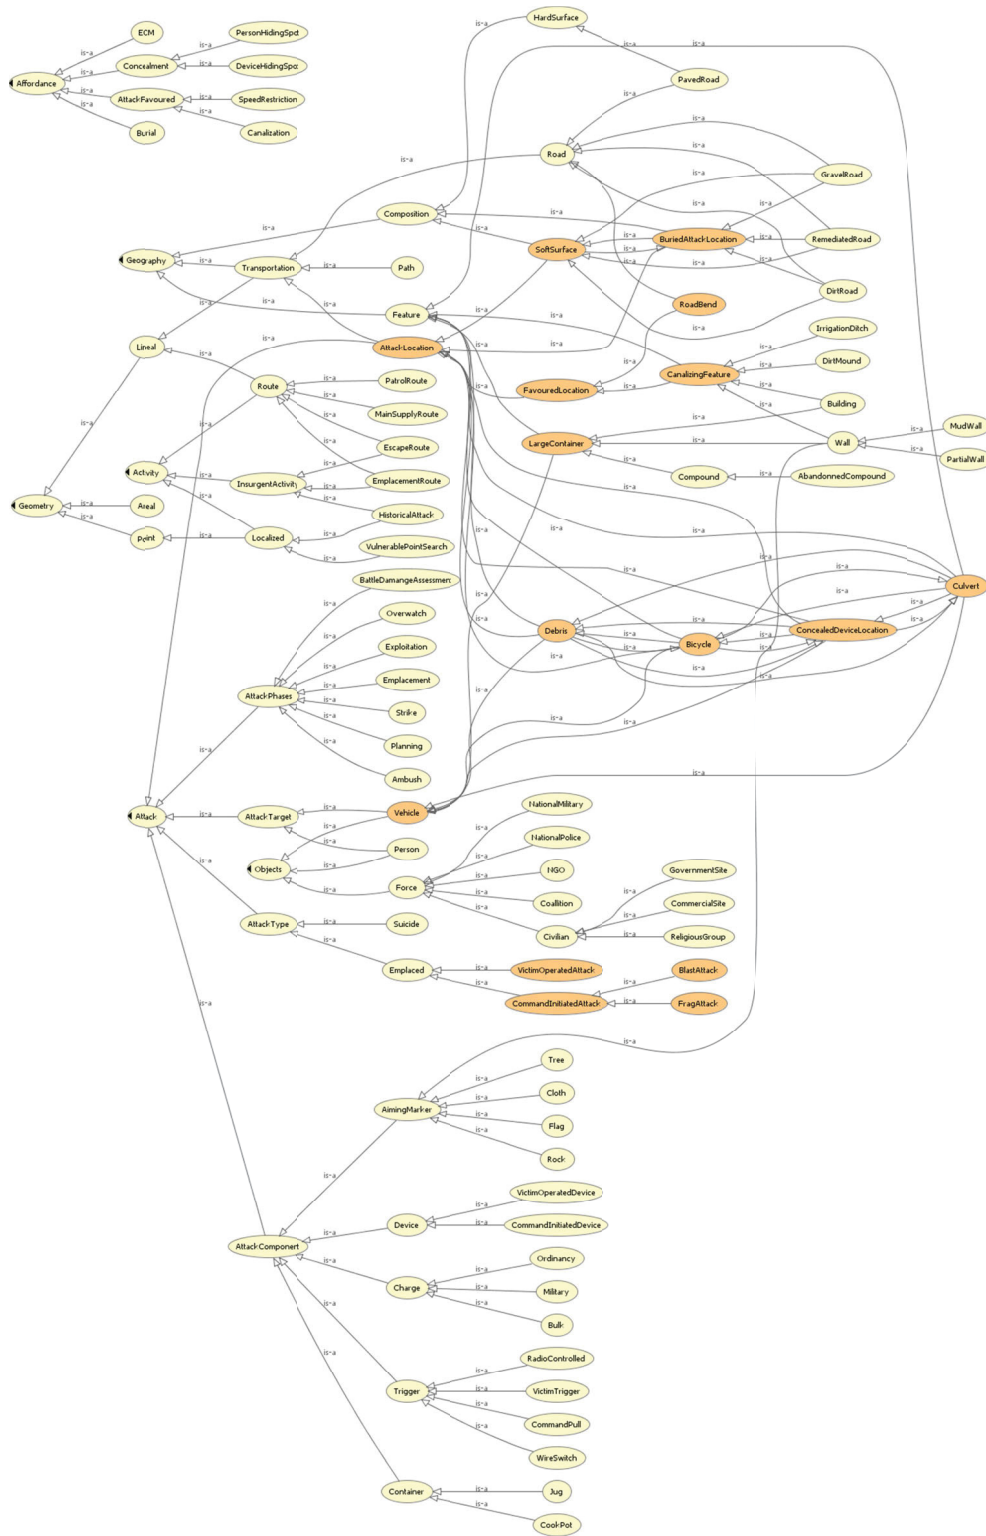 HardSurface
ECM
PersonHidingSpot
Concealment
DeviceHidingSpot
Affordance
AttackFavoured
SpeedRestriction
Burial
Canalization
PavedRoad
Road
GravelRoad
Composition
BuriedAttackLocation
RemediatedRoad
SoftSurface
Geography
Transportation
Path
DirtRoad
RoadBend
Feature
IrrigationDitch
Lineal
AttackLocation
DirtMound
CanalizingFeature
Route
PatrolRoute
FavouredLocation
Building
MainSupplyRoute
MudWall
LargeContainer
Wall
EscapeRoute
PartialWall
Activity
InsurgentActivity
EmplacementRoute
Compound
AbandonnedCompound
Geometry
Areal
HistoricalAttack
Point
Localized
VulnerablePointSearch
BattleDamangeAssessment
Culvert
Overwatch
Debris
ConcealedDeviceLocation
Exploitation
Bicycle
Emplacement
AttackPhases
Strike
Planning
Ambush
NationalMilitary
Attack
AttackTarget
Vehicle
NationalPolice
Person
Objects
NGO
GovernmentSite
Force
Coallition
CommercialSite
AttackType
Suicide
Civilian
ReligiousGroup
Emplaced
VictimOperatedAttack
BlastAttack
CommandInitiatedAttack
FragAttack
Tree
Cloth
AimingMarker
Flag
Rock
VictimOperatedDevice
Device
CommandInitiatedDevice
AttackComponent
Ordinancy
Charge
Military
Bulk
RadioControlled
Trigger
VictimTrigger
CommandPull
WireSwitch
Container
Jug
CookPot
is-a